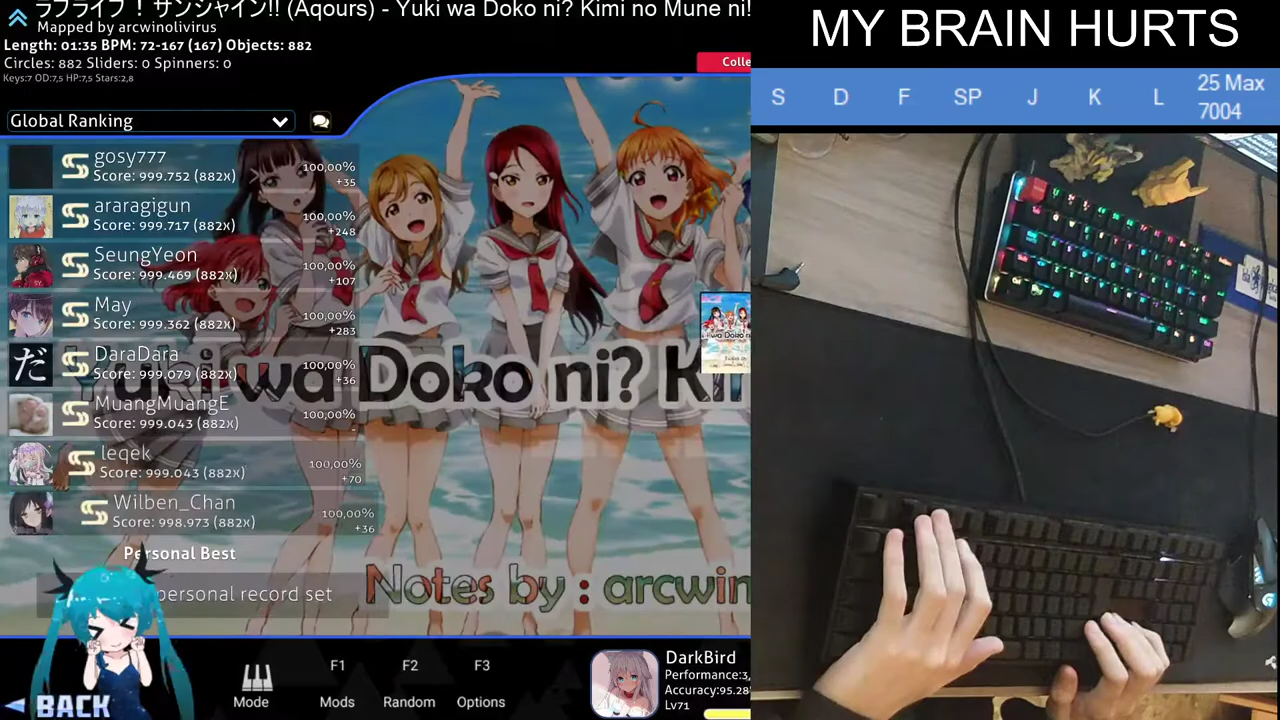 ラブライブ！サンシャイン!! (Aqours) - Yuki wa Doko ni? Kimi no Mune ni!
Mapped by arcwinolivirus
Length: 01:35 BPM: 72-167 (167) Objects: 882
Circles: 882 Sliders: 0 Spinners: 0
Keys:7 OD:7,5 HP:7,5 Stars:2,8
Colle
Global Ranking
gosy777
Score: 999.752 (882x)
100,00%
+35
araragigun
Score: 999.717 (882x)
100,00%
+248
SeungYeon
Score: 999.469 (882x)
100,00%
+107
May
Score: 999.362 (882x)
100,00%
+283
だ
DaraDara
Score: 999.079 (882x)
100,00%
+36
MuangMuangE
Score: 999.043 (882x)
100,00%
-
leqek
Score: 999.043 (882x)
100,00%
+70
Wilben_Chan
Score: 998.973 (882x)
100,00%
+36
Yuki wa Doko ni? Ki
Personal Best
personal record set
Notes by : arcwin
BACK
Mode
F1
Mods
F2
Random
F3
Options
DarkBird
Performance:3,
Accuracy:95.28
Lv71
MY BRAIN HURTS
S D F SP J K L
25 Max
7004